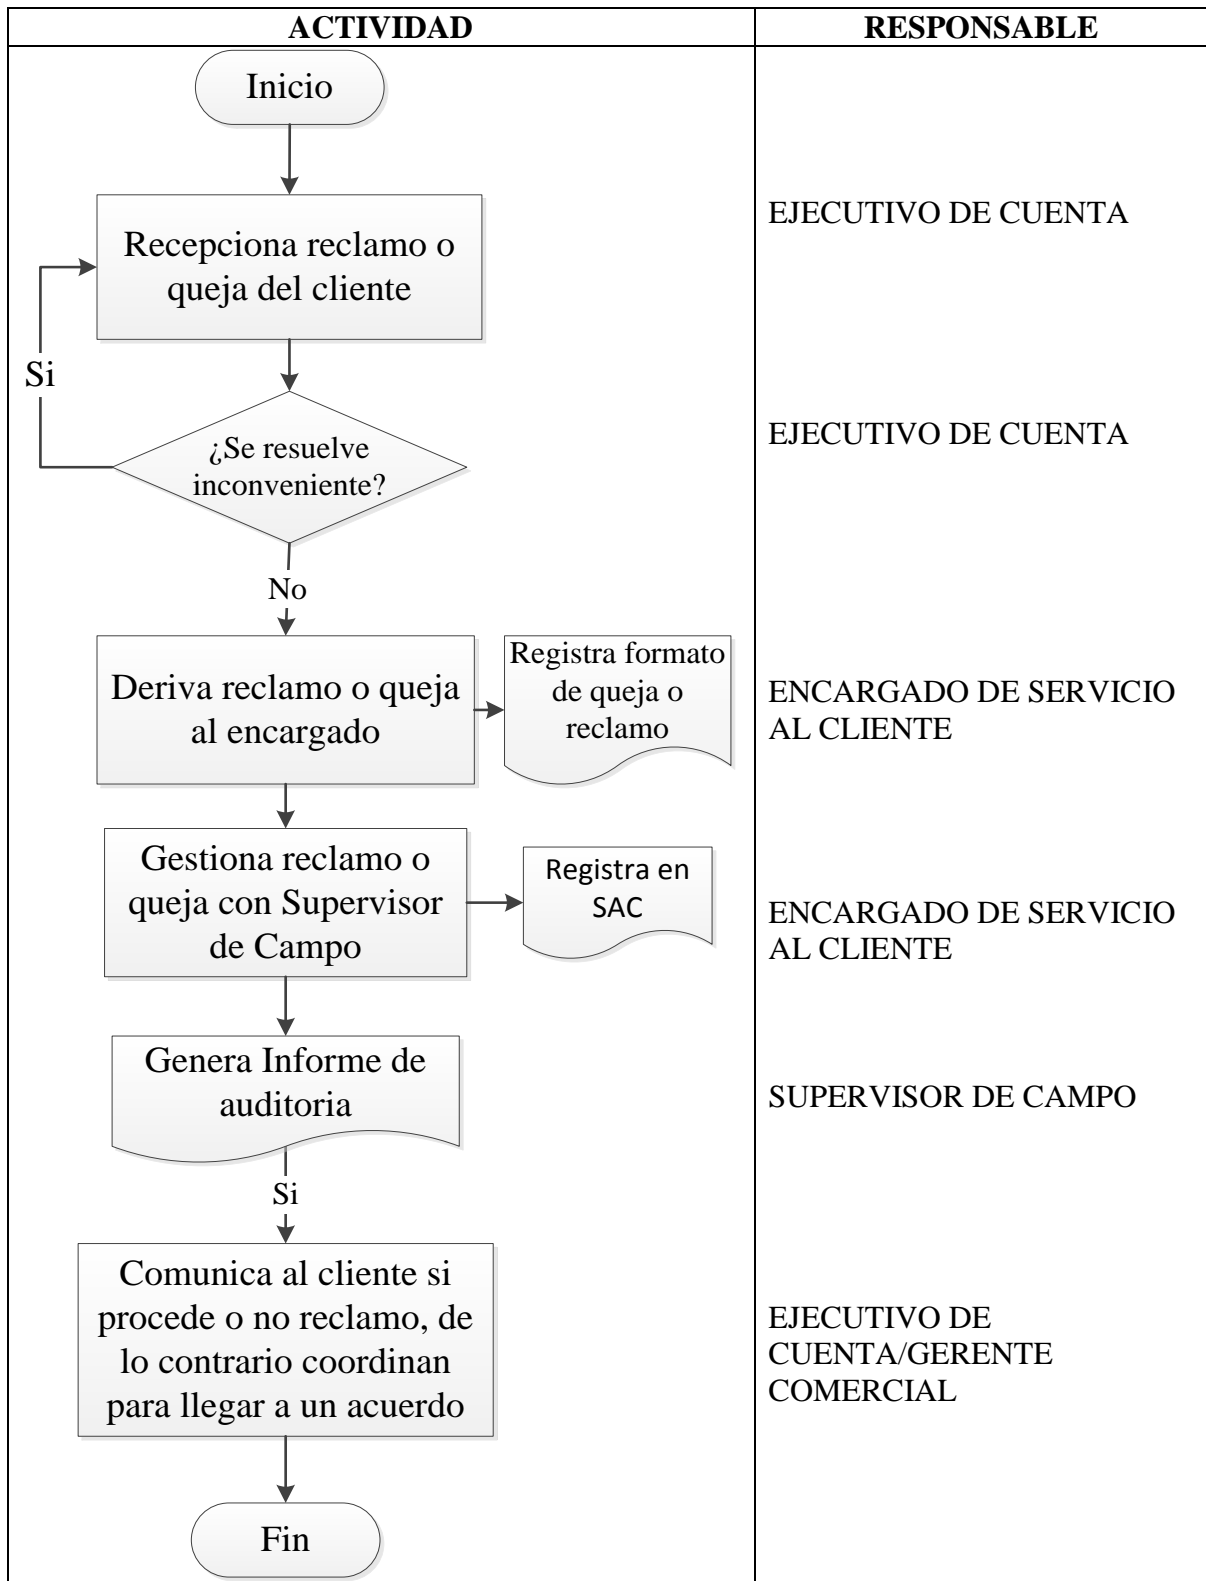 ACTIVIDAD
RESPONSABLE
Inicio
EJECUTIVO DE CUENTA
Recepciona reclamo o
queja del cliente
Si
EJECUTIVO DE CUENTA
¿Se resuelve
inconveniente?
No
Deriva reclamo o queja
al encargado
Registra formato
de queja o
reclamo
ENCARGADO DE SERVICIO
AL CLIENTE
Gestiona reclamo o
queja con Supervisor
de Campo
Registra en
SAC
ENCARGADO DE SERVICIO
AL CLIENTE
Genera Informe de
auditoria
SUPERVISOR DE CAMPO
Si
Comunica al cliente si
procede o no reclamo, de
lo contrario coordinan
para llegar a un acuerdo
EJECUTIVO DE
CUENTA/GERENTE
COMERCIAL
Fin